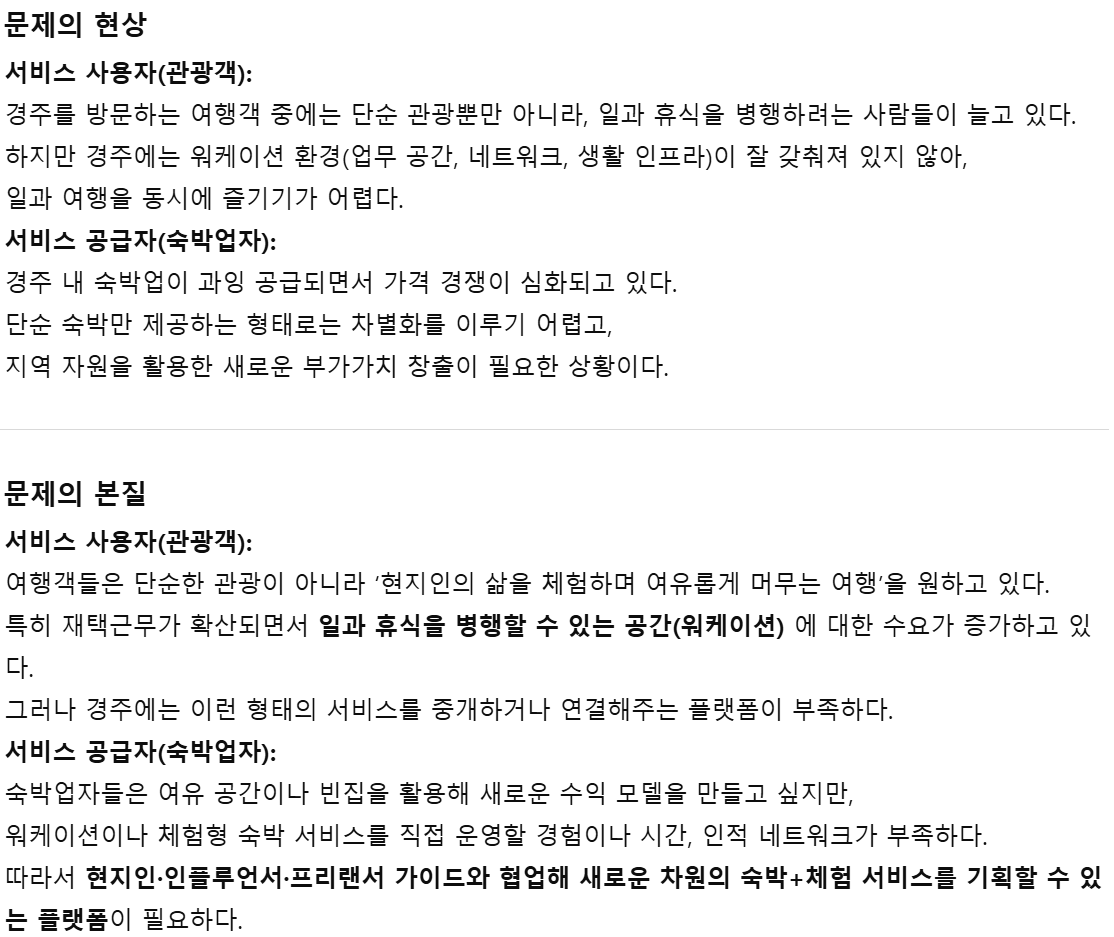 문제의 현상
서비스 사용자(관광객):
경주를 방문하는 여행객 중에는 단순 관광뿐만 아니라, 일과 휴식을 병행하려는 사람들이 늘고 있다.
하지만 경주에는 워케이션 환경(업무 공간, 네트워크, 생활 인프라)이 잘 갖춰져 있지 않아,
일과 여행을 동시에 즐기기가 어렵다.
서비스 공급자(숙박업자):
경주 내 숙박업이 과잉 공급되면서 가격 경쟁이 심화되고 있다.
단순 숙박만 제공하는 형태로는 차별화를 이루기 어렵고,
지역 자원을 활용한 새로운 부가가치 창출이 필요한 상황이다.
문제의 본질
서비스 사용자(관광객):
여행객들은 단순한 관광이 아니라 '현지인의 삶을 체험하며 여유롭게 머무는 여행'을 원하고 있다.
특히 재택근무가 확산되면서 일과 휴식을 병행할 수 있는 공간(워케이션) 에 대한 수요가 증가하고 있
다.
그러나 경주에는 이런 형태의 서비스를 중개하거나 연결해주는 플랫폼이 부족하다.
서비스 공급자(숙박업자):
숙박업자들은 여유 공간이나 빈집을 활용해 새로운 수익 모델을 만들고 싶지만,
워케이션이나 체험형 숙박 서비스를 직접 운영할 경험이나 시간, 인적 네트워크가 부족하다.
따라서 현지인·인플루언서·프리랜서 가이드와 협업해 새로운 차원의 숙박+체험 서비스를 기획할 수 있
는 플랫폼이 필요하다.